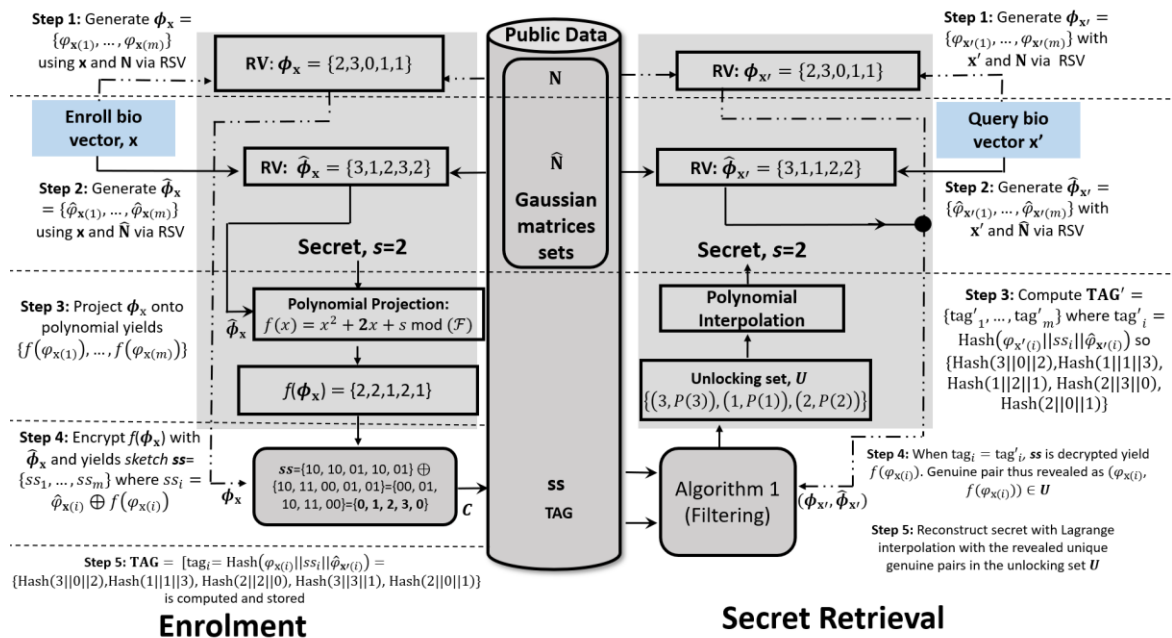 Step 1: Generate ϕₓ =
{φₓ₍₁₎, … , φₓ₍ₘ₎}
using x and N via RSV
Enroll bio
vector, x
Step 2: Generate ϕ̂ₓ
= {φ̂ₓ₍₁₎, … , φ̂ₓ₍ₘ₎}
using x and N̂ via RSV
Step 3: Project ϕₓ onto
polynomial yields
{f(φₓ₍₁₎), … , f(φₓ₍ₘ₎)}
Step 4: Encrypt f(ϕₓ) with
ϕ̂ₓ and yields sketch ss=
{ss₁, … , ssₘ} where ssᵢ =
φ̂ₓ₍ᵢ₎ ⊕ f(φₓ₍ᵢ₎)
Step 5: TAG = [tagᵢ= Hash(φₓ₍ᵢ₎||ssᵢ||φ̂ₓ′₍ᵢ₎) =
{Hash(3||0||2),Hash(1||1||3), Hash(2||2||0), Hash(3||3||1), Hash(2||0||1)}
is computed and stored
Enrolment
RV: ϕₓ = {2,3,0,1,1}
RV: ϕ̂ₓ = {3,1,2,3,2}
Secret, s=2
Polynomial Projection:
f(x) = x² + 2x + s mod (ℱ)
ϕ̂ₓ
f(ϕₓ) = {2,2,1,2,1}
ss={10, 10, 01, 10, 01} ⊕
{10, 11, 00, 01, 01}={00, 01,
10, 11, 00}={0, 1, 2, 3, 0}
ϕₓ
C
Public Data
N
N̂
Gaussian
matrices
sets
ss
TAG
RV: ϕₓ′ = {2,3,0,1,1}
RV: ϕ̂ₓ′ = {3,1,1,2,2}
Secret, s=2
Polynomial
Interpolation
Unlocking set, U
{(3, P(3)), (1, P(1)), (2, P(2))}
Algorithm 1
(Filtering)
(ϕₓ′, ϕ̂ₓ′)
Step 1: Generate ϕₓ′ =
{φₓ′₍₁₎, … , φₓ′₍ₘ₎} with
x′ and N via RSV
Query bio
vector x′
Step 2: Generate ϕ̂ₓ′
= {φ̂ₓ′₍₁₎, … , φ̂ₓ′₍ₘ₎} with
x′ and N̂ via RSV
Step 3: Compute TAG′ =
{tag′₁, … , tag′ₘ} where tag′ᵢ =
Hash(φₓ′₍ᵢ₎||ssᵢ||φ̂ₓ′₍ᵢ₎) so
{Hash(3||0||2),Hash(1||1||3),
Hash(1||2||1), Hash(2||3||0),
Hash(2||0||1)}
Step 4: When tagᵢ = tag′ᵢ, ss is decrypted yield
f(φₓ₍ᵢ₎). Genuine pair thus revealed as (φₓ₍ᵢ₎,
f(φₓ₍ᵢ₎)) ∈ U
Step 5: Reconstruct secret with Lagrange
interpolation with the revealed unique
genuine pairs in the unlocking set U
Secret Retrieval